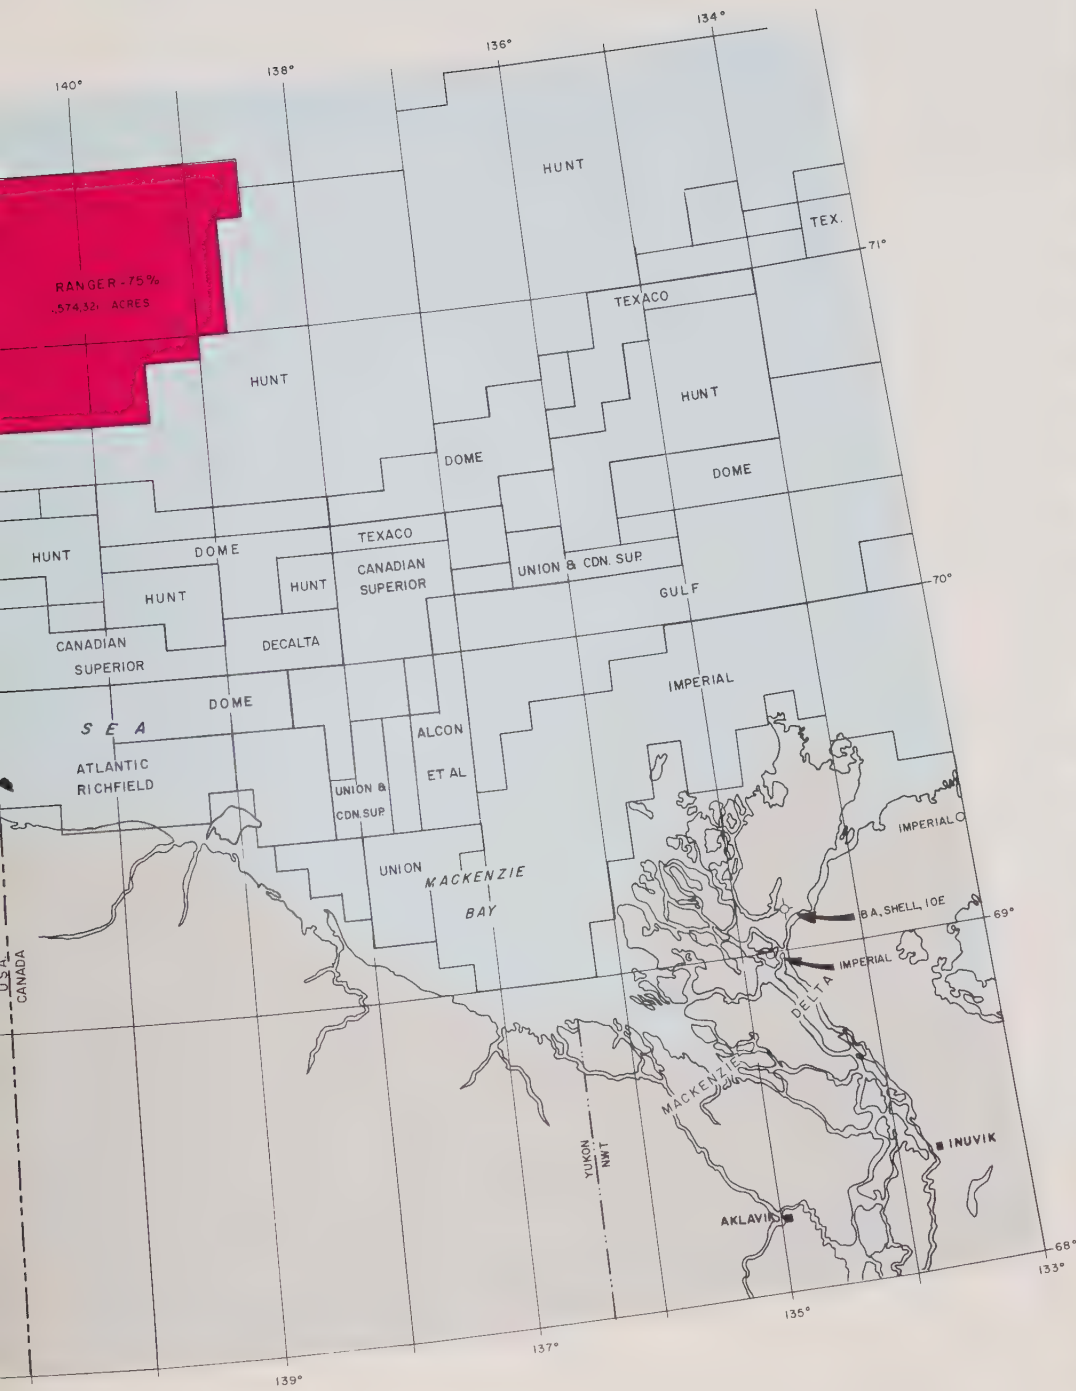 134°
136°
138°
140°
HUNT
TEX.
71°
RANGER-75%
,574,321 ACRES
TEXACO
HUNT
HUNT
DOME
DOME
TEXACO
DOME
HUNT
CANADIAN
SUPERIOR
UNION & CDN. SUP.
HUNT
HUNT
GULF
70°
CANADIAN
SUPERIOR
DECALTA
IMPERIAL
DOME
SEA
ALCON
ET AL
ATLANTIC
RICHFIELD
UNION &
CDN.SUP.
IMPERIAL
UNION
MACKENZIE
BAY
BA, SHELL, IOE
69°
IMPERIAL
U.S.A.
CANADA
DELTA
MACKENZIE
YUKON
NWT
INUVIK
AKLAVIK
68°
133°
135°
137°
139°